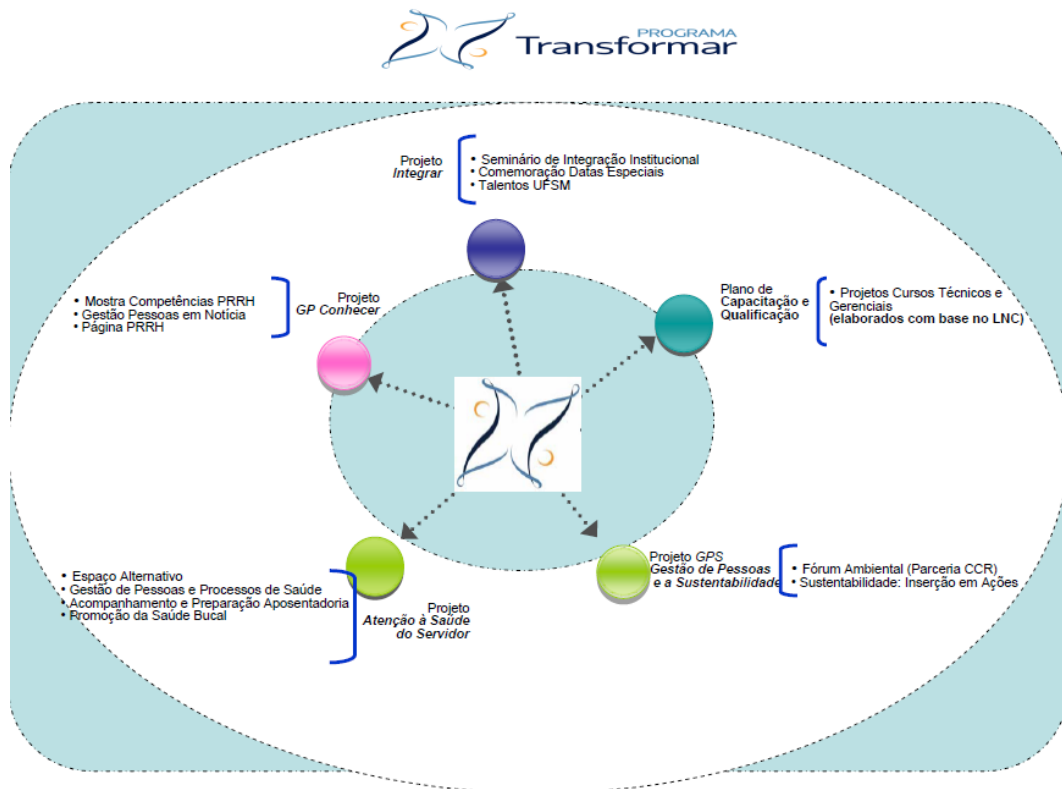 PROGRAMA
Transformar
Projeto
Integrar
• Seminário de Integração Institucional
• Comemoração Datas Especiais
• Talentos UFSM
• Mostra Competências PRRH
• Gestão Pessoas em Notícia
• Página PRRH
Projeto
GP Conhecer
Plano de
Capacitação e
Qualificação
• Projetos Cursos Técnicos e
Gerenciais
(elaborados com base no LNC)
• Espaço Alternativo
• Gestão de Pessoas e Processos de Saúde
• Acompanhamento e Preparação Aposentadoria
• Promoção da Saúde Bucal
Projeto
Atenção à Saúde
do Servidor
Projeto GPS
Gestão de Pessoas
e a Sustentabilidade
• Fórum Ambiental (Parceria CCR)
• Sustentabilidade: Inserção em Ações